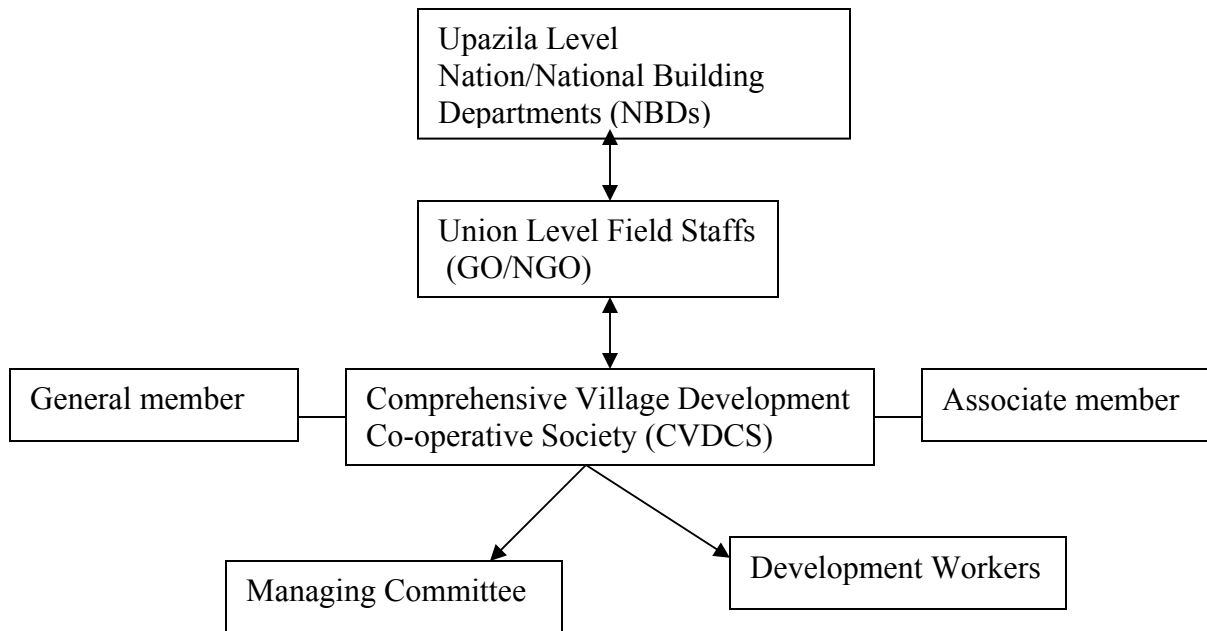 Upazila Level
Nation/National Building
Departments (NBDs)
Union Level Field Staffs
(GO/NGO)
General member
Comprehensive Village Development
Co-operative Society (CVDCS)
Associate member
Managing Committee
Development Workers